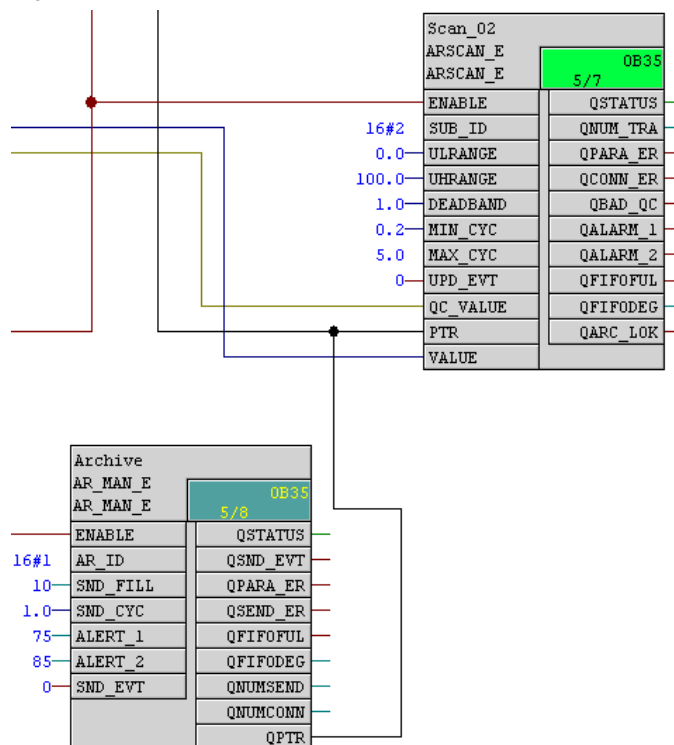 Scan_02
ARSCAN_E
ARSCAN_E
OB35
5/7
ENABLE QSTATUS
16#2 SUB_ID QNUM_TRA
0.0 ULRANGE QPARA_ER
100.0 UHRANGE QCONN_ER
1.0 DEADBAND QBAD_QC
0.2 MIN_CYC QALARM_1
5.0 MAX_CYC QALARM_2
0 UPD_EVT QFIFOFUL
QC_VALUE QFIFODEG
PTR QARC_LOK
VALUE
Archive
AR_MAN_E
AR_MAN_E
OB35
5/8
ENABLE QSTATUS
16#1 AR_ID QSND_EVT
10 SND_FILL QPARA_ER
1.0 SND_CYC QSEND_ER
75 ALERT_1 QFIFOFUL
85 ALERT_2 QFIFODEG
0 SND_EVT QNUMSEND
QNUMCONN
QPTR